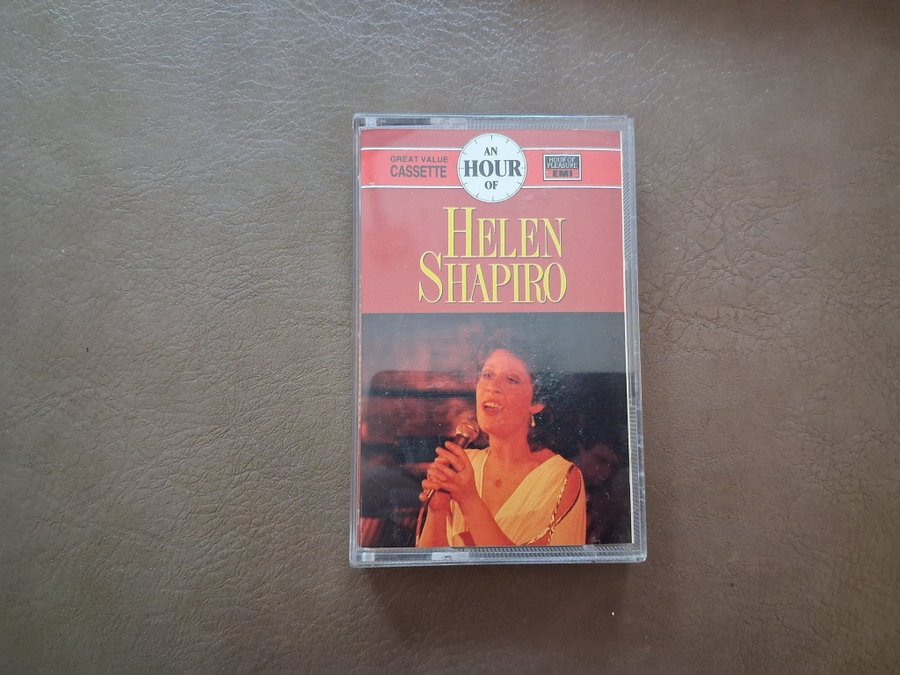 GREAT VALUE
CASSETTE
AN
HOUR
OF
HOUR OF
PLEASURE
EMI
HELEN
SHAPIRO